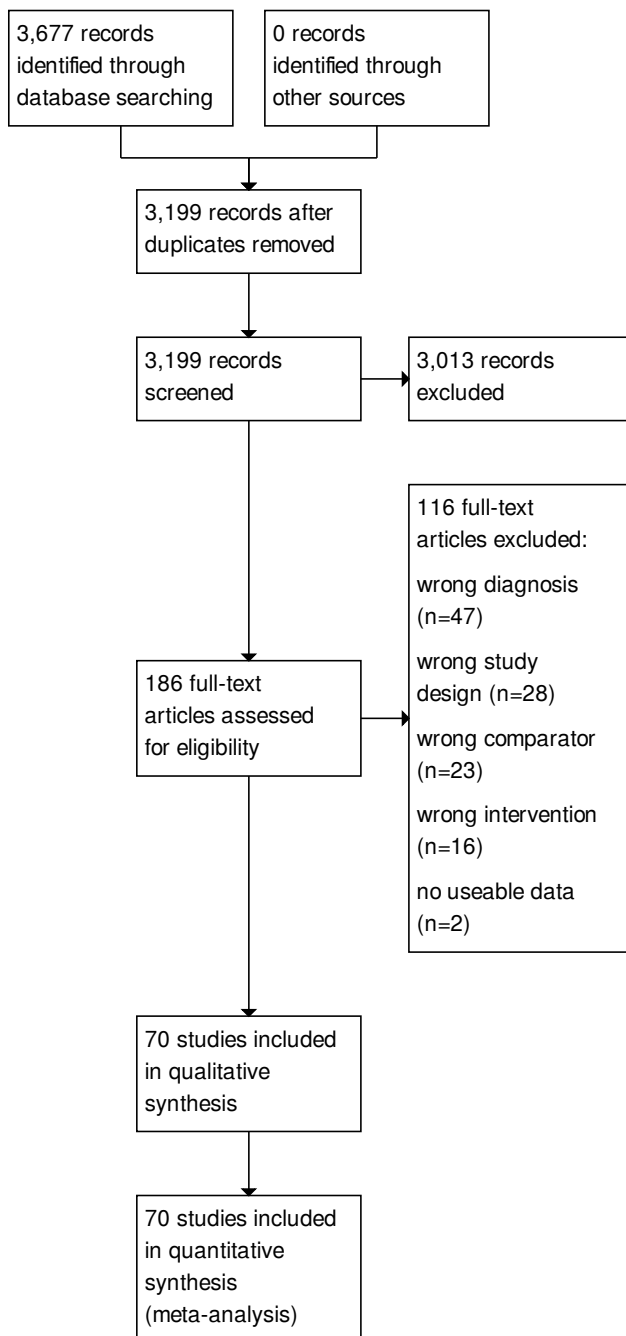 3,677 records
identified through
database searching
0 records
identified through
other sources
3,199 records after
duplicates removed
3,199 records
screened
3,013 records
excluded
116 full-text
articles excluded:
wrong diagnosis
(n=47)
wrong study
design (n=28)
wrong comparator
(n=23)
wrong intervention
(n=16)
no useable data
(n=2)
186 full-text
articles assessed
for eligibility
70 studies included
in qualitative
synthesis
70 studies included
in quantitative
synthesis
(meta-analysis)